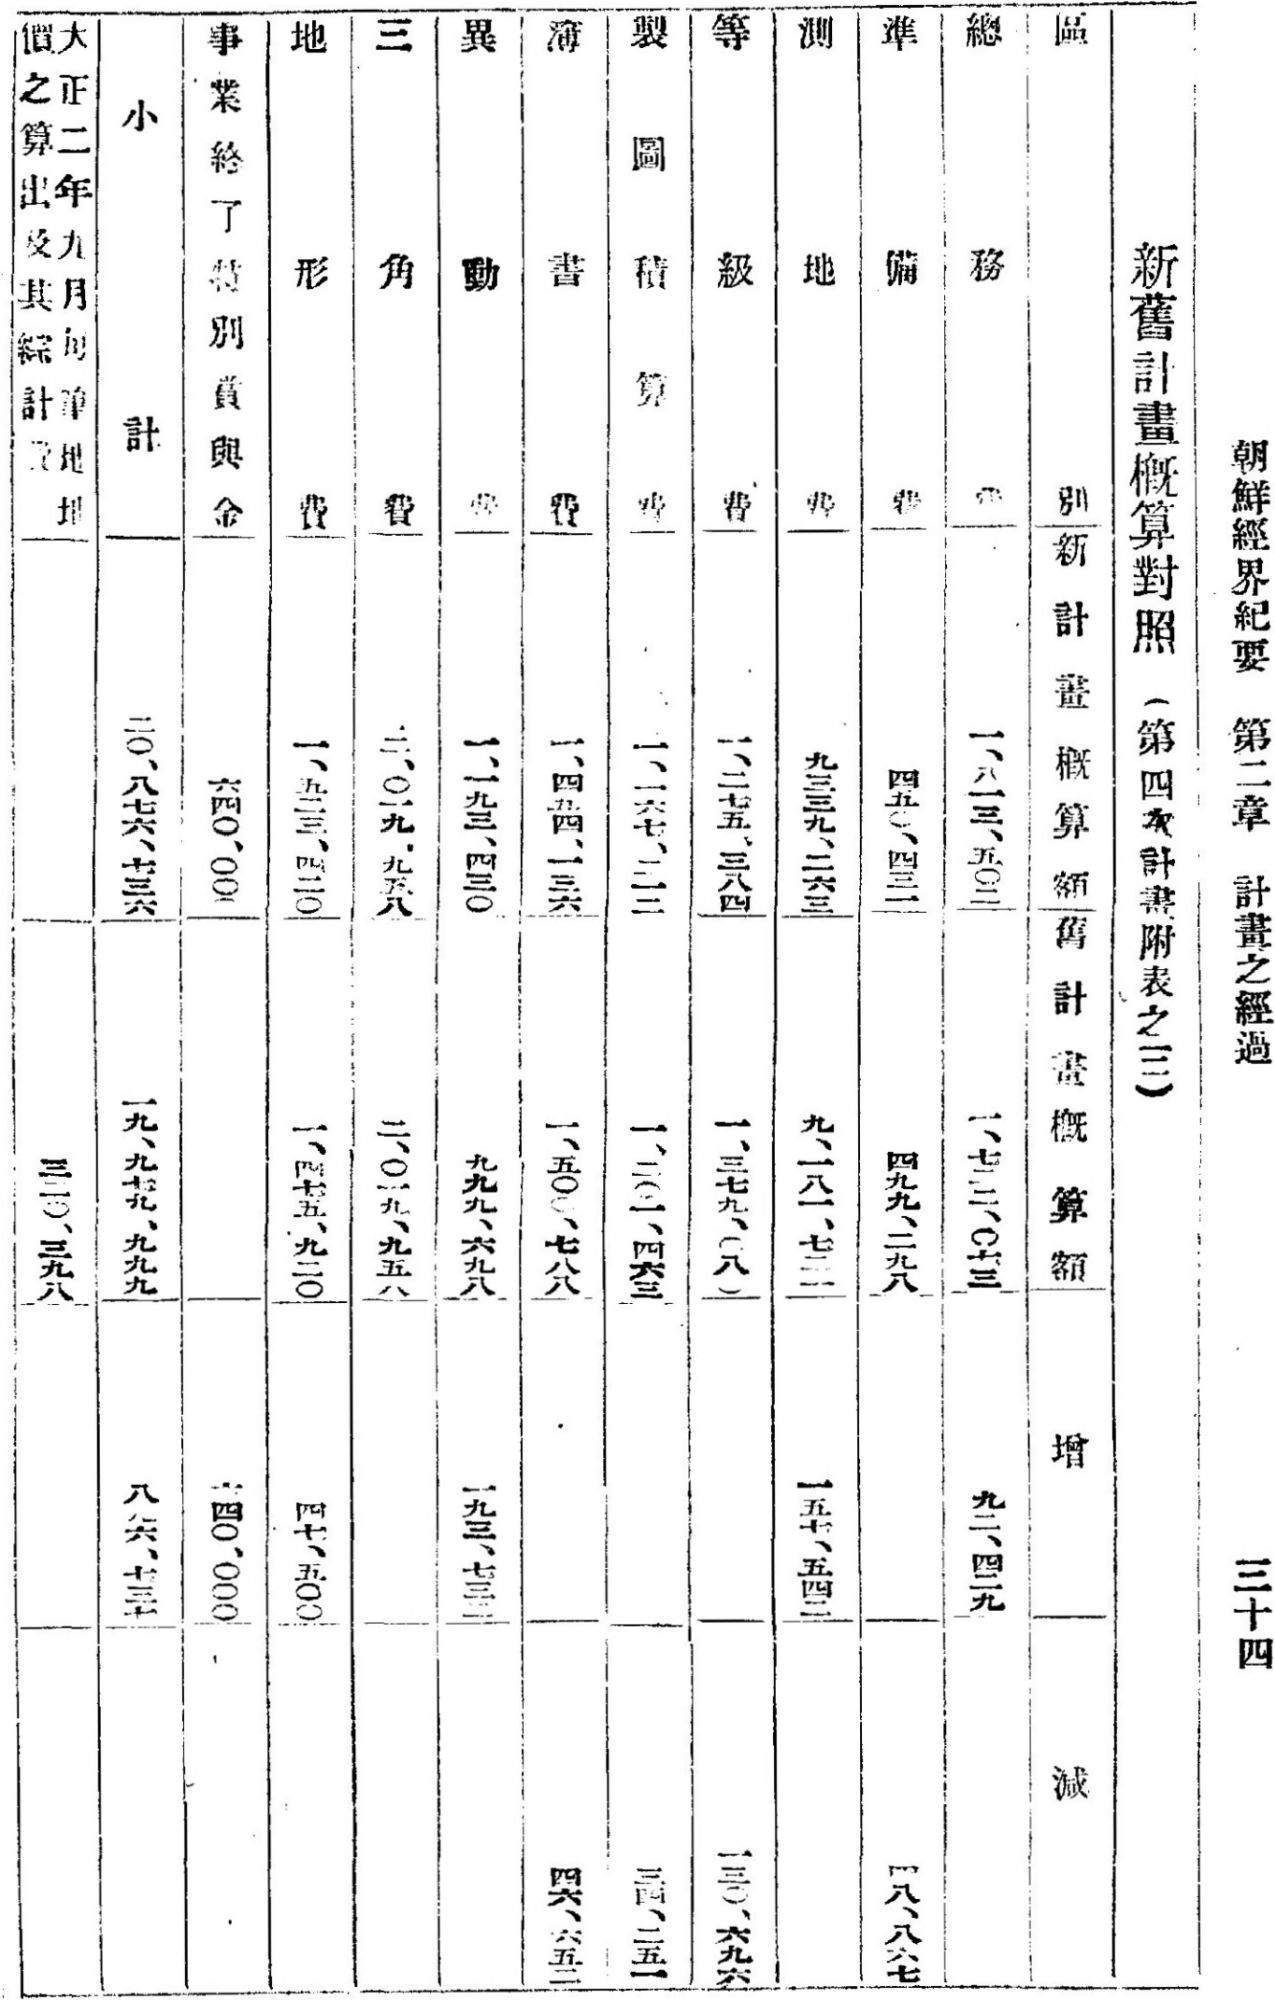 朝鮮經界紀要　第二章　計畫之經過　三十四
新舊計畫概算對照（第四次計畫附表之三）
區別　新計畫概算額　舊計畫概算額　增　減
總務費　一、八一三、五〇二　一、七二一、〇七三　九二、四二九
準備費　四五〇、四三一　四九九、二九八　四八、八六七
測地費　九三三九、二六三　九、一八一、七二一　一五七、五四二
等級費　一、二七五、三八四　一、三七九、〇八　一三〇、六九六
製圖積算費　一、一六七、二一二　一、二〇一、四六三　三四、二五一
簿書費　一、四五四、一三六　一、五〇〇、七八八　四六、六五二
異動費　一、一九三、四三〇　九九九、六九八　一九三、七三二
三角費　二、〇一九、九五八　二、〇一九、九五八
地形費　一、五二三、四二〇　一、四七五、九二〇　四七、五〇〇
事業終了特別賞與金　六四〇、〇〇〇　六四〇、〇〇〇
小計　二〇、八七六、七三六　一九、九七九、九九九　八六、七三七
大正二年九月旬筆地地
價之算出及其綜計費　三二〇、三九八